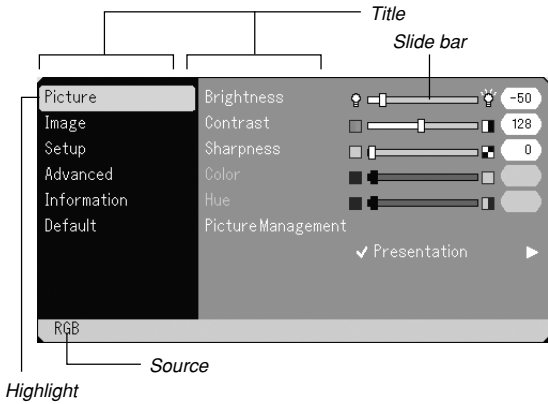 Title
Slide bar
Picture Brightness -50
Image Contrast 128
Setup Sharpness 0
Advanced Color
Information Hue
Default Picture Management
Presentation
RGB
Source
Highlight